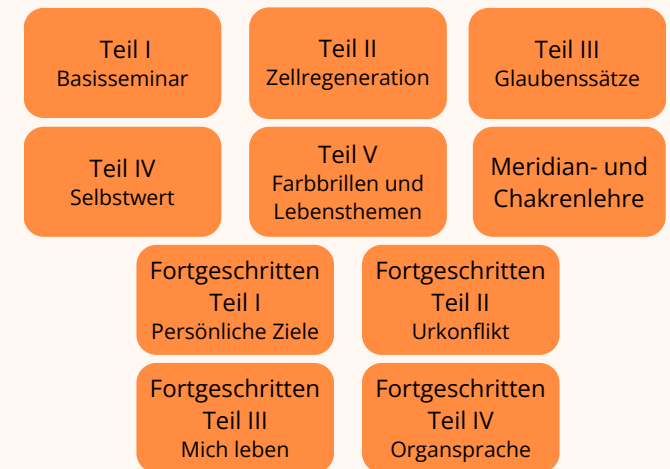 Teil I
Basisseminar
Teil II
Zellregeneration
Teil III
Glaubenssätze
Teil IV
Selbstwert
Teil V
Farbbrillen und
Lebensthemen
Meridian- und
Chakrenlehre
Fortgeschritten
Teil I
Persönliche Ziele
Fortgeschritten
Teil II
Urkonflikt
Fortgeschritten
Teil III
Mich leben
Fortgeschritten
Teil IV
Organsprache